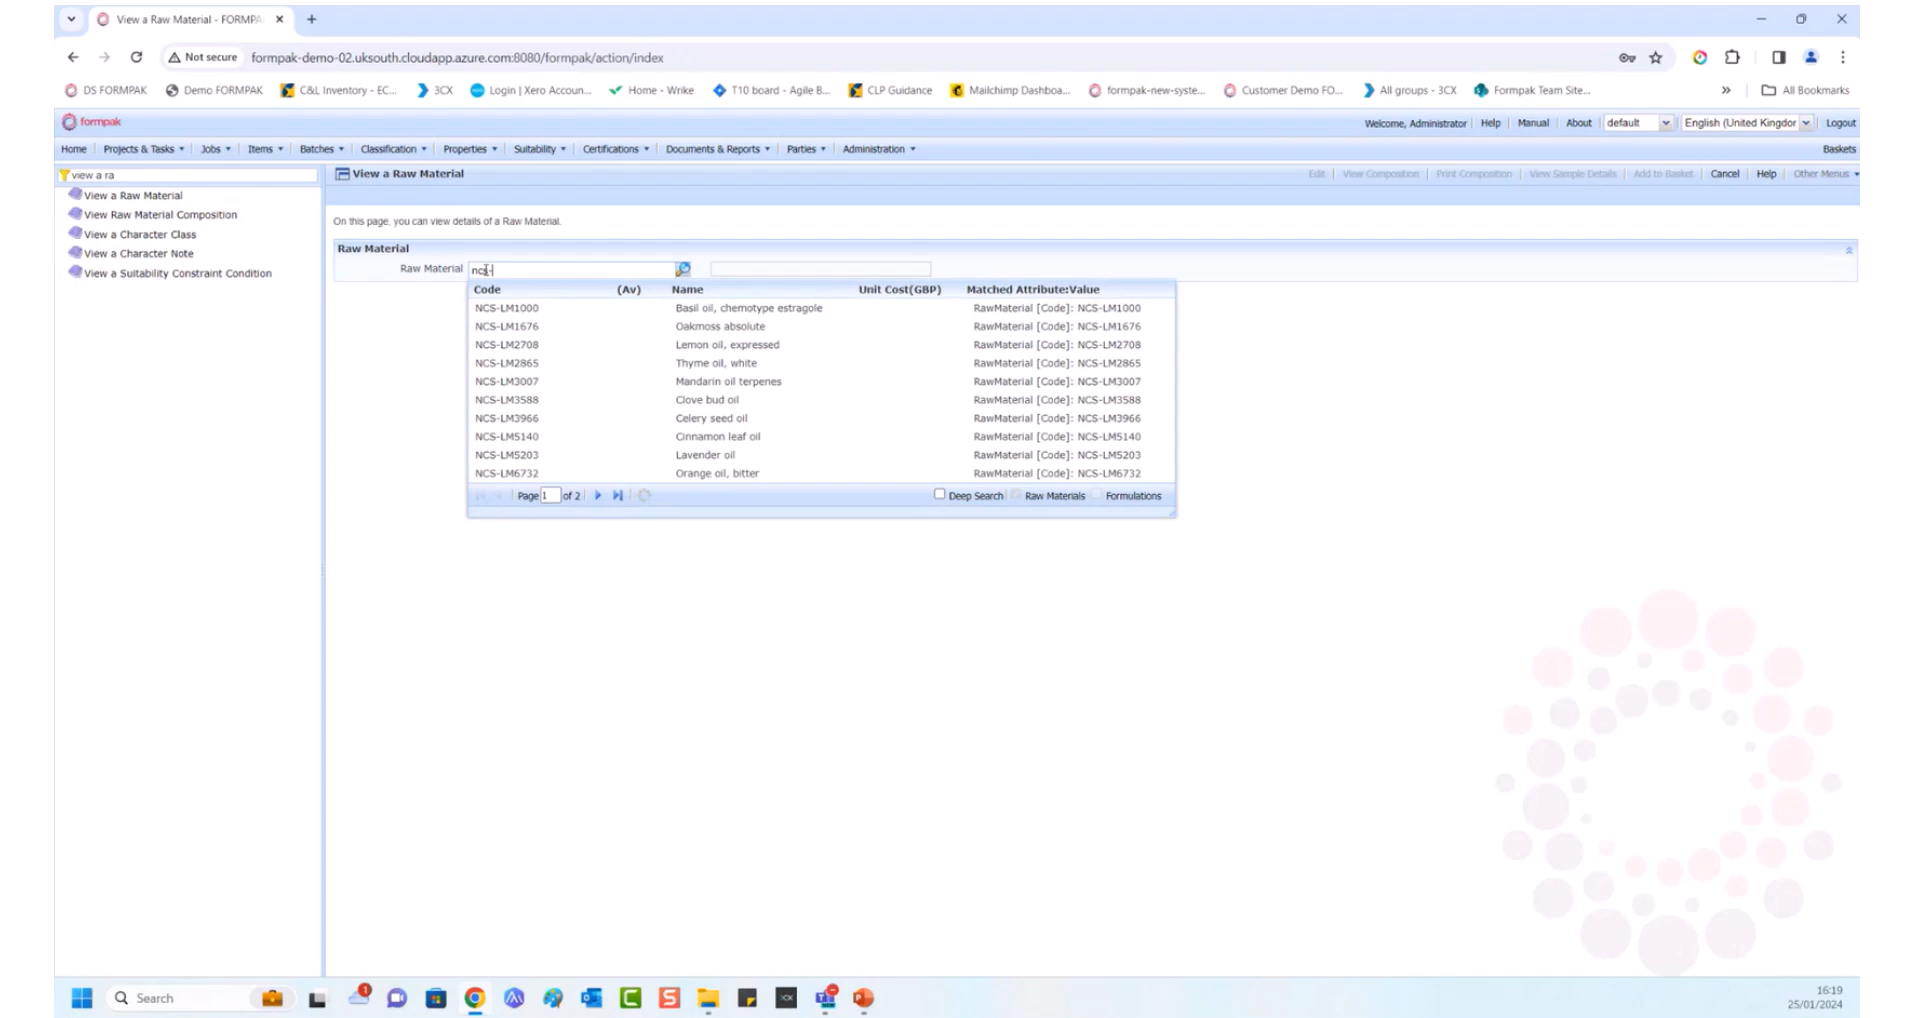 View a Raw Material - FORMPA
Not secure formpak-demo-02.uksouth.cloudapp.azure.com:8080/formpak/action/index
DS FORMPAK Demo FORMPAK C&L Inventory - EC... 3CX Login | Xero Accoun... Home - Wrike T10 board - Agile B... CLP Guidance Mailchimp Dashboa... formpak-new-syste... Customer Demo FO... All groups - 3CX Formpak Team Site... » All Bookmarks
formpak Welcome, Administrator Help Manual About default English (United Kingdor Logout
Home Projects & Tasks Jobs Items Batches Classification Properties Suitability Certifications Documents & Reports Parties Administration Baskets
view a ra View a Raw Material Edit View Composition Print Composition View Sample Details Add to Basket Cancel Help Other Menus
View a Raw Material
View Raw Material Composition
View a Character Class
View a Character Note
View a Suitability Constraint Condition
On this page, you can view details of a Raw Material.
Raw Material
Raw Material ncs-
Code (Av) Name Unit Cost(GBP) Matched Attribute:Value
NCS-LM1000 Basil oil, chemotype estragole RawMaterial [Code]: NCS-LM1000
NCS-LM1676 Oakmoss absolute RawMaterial [Code]: NCS-LM1676
NCS-LM2708 Lemon oil, expressed RawMaterial [Code]: NCS-LM2708
NCS-LM2865 Thyme oil, white RawMaterial [Code]: NCS-LM2865
NCS-LM3007 Mandarin oil terpenes RawMaterial [Code]: NCS-LM3007
NCS-LM3588 Clove bud oil RawMaterial [Code]: NCS-LM3588
NCS-LM3966 Celery seed oil RawMaterial [Code]: NCS-LM3966
NCS-LM5140 Cinnamon leaf oil RawMaterial [Code]: NCS-LM5140
NCS-LM5203 Lavender oil RawMaterial [Code]: NCS-LM5203
NCS-LM6732 Orange oil, bitter RawMaterial [Code]: NCS-LM6732
Page 1 of 2 Deep Search Raw Materials Formulations
Search 1
16:19
25/01/2024